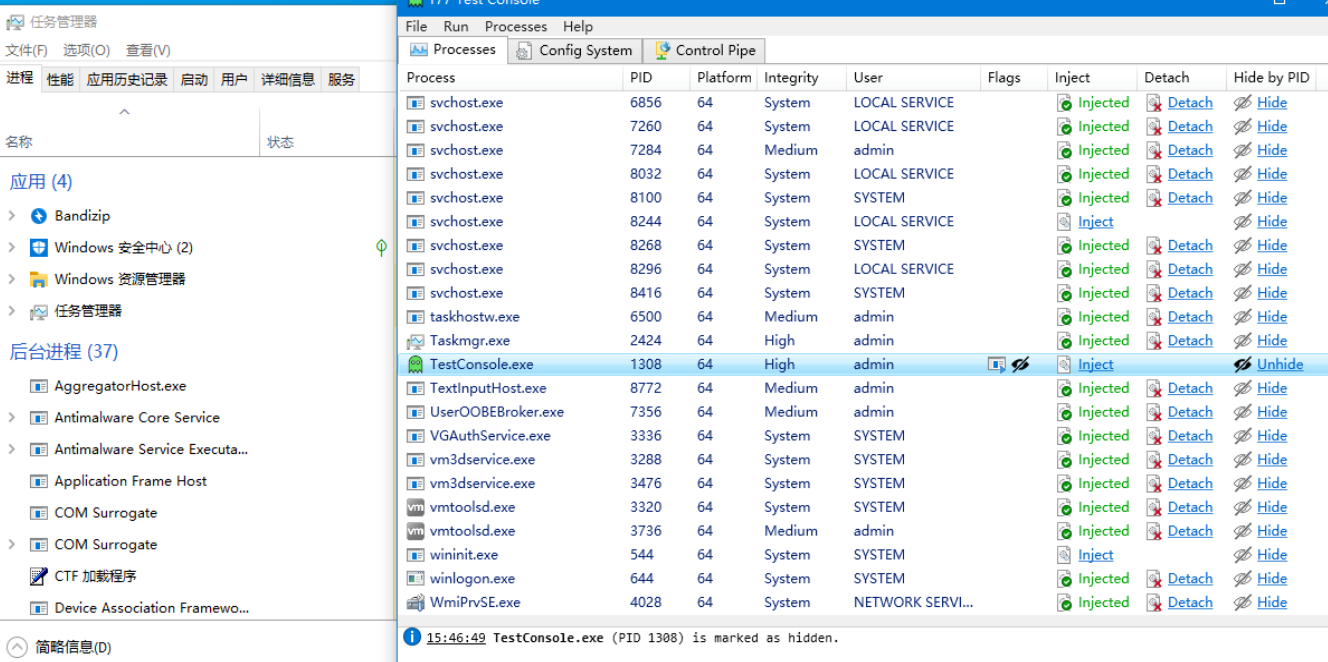 任务管理器
文件(F) 选项(O) 查看(V)
进程 性能 应用历史记录 启动 用户 详细信息 服务
名称 状态
应用 (4)
Bandizip
Windows 安全中心 (2)
Windows 资源管理器
任务管理器
后台进程 (37)
AggregatorHost.exe
Antimalware Core Service
Antimalware Service Executa...
Application Frame Host
COM Surrogate
COM Surrogate
CTF 加载程序
Device Association Framewo...
简略信息(D)
Test Console
File Run Processes Help
Processes Config System Control Pipe
Process PID Platform Integrity User Flags Inject Detach Hide by PID
svchost.exe 6856 64 System LOCAL SERVICE Injected Detach Hide
svchost.exe 7260 64 System LOCAL SERVICE Injected Detach Hide
svchost.exe 7284 64 Medium admin Injected Detach Hide
svchost.exe 8032 64 System LOCAL SERVICE Injected Detach Hide
svchost.exe 8100 64 System SYSTEM Injected Detach Hide
svchost.exe 8244 64 System LOCAL SERVICE Inject Hide
svchost.exe 8268 64 System SYSTEM Injected Detach Hide
svchost.exe 8296 64 System LOCAL SERVICE Injected Detach Hide
svchost.exe 8416 64 System SYSTEM Injected Detach Hide
taskhostw.exe 6500 64 Medium admin Injected Detach Hide
Taskmgr.exe 2424 64 High admin Injected Detach Hide
TestConsole.exe 1308 64 High admin Inject Unhide
TextInputHost.exe 8772 64 Medium admin Injected Detach Hide
UserOOBEBroker.exe 7356 64 Medium admin Injected Detach Hide
VGAuthService.exe 3336 64 System SYSTEM Injected Detach Hide
vm3dservice.exe 3288 64 System SYSTEM Injected Detach Hide
vm3dservice.exe 3476 64 System SYSTEM Injected Detach Hide
vmtoolsd.exe 3320 64 System SYSTEM Injected Detach Hide
vmtoolsd.exe 3736 64 Medium admin Injected Detach Hide
wininit.exe 544 64 System SYSTEM Inject Hide
winlogon.exe 644 64 System SYSTEM Injected Detach Hide
WmiPrvSE.exe 4028 64 System NETWORK SERVI... Injected Detach Hide
15:46:49 TestConsole.exe (PID 1308) is marked as hidden.